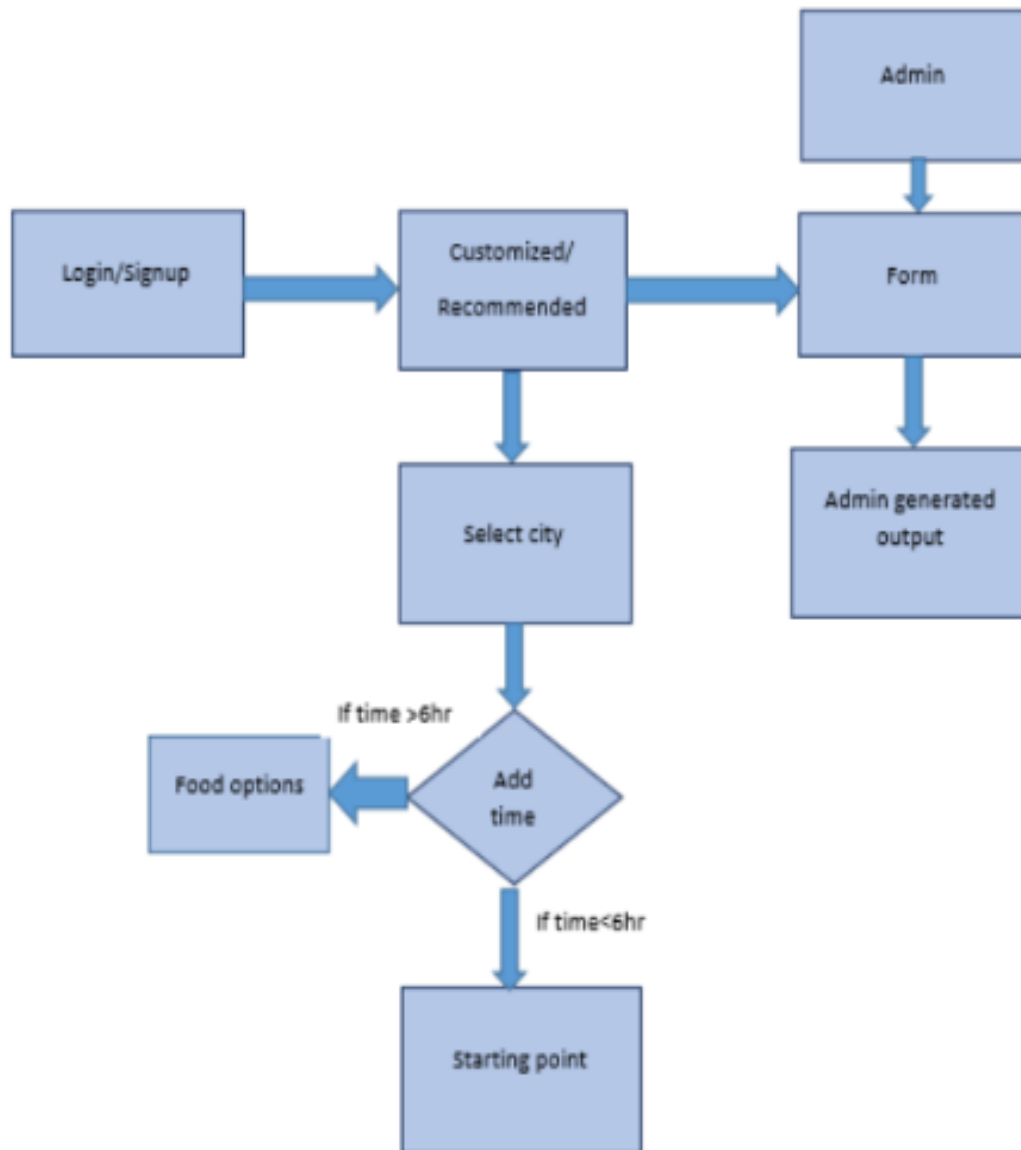 Admin
Login/Signup
Customized/
Recommended
Form
Select city
Admin generated
output
If time >6hr
Food options
Add
time
If time<6hr
Starting point